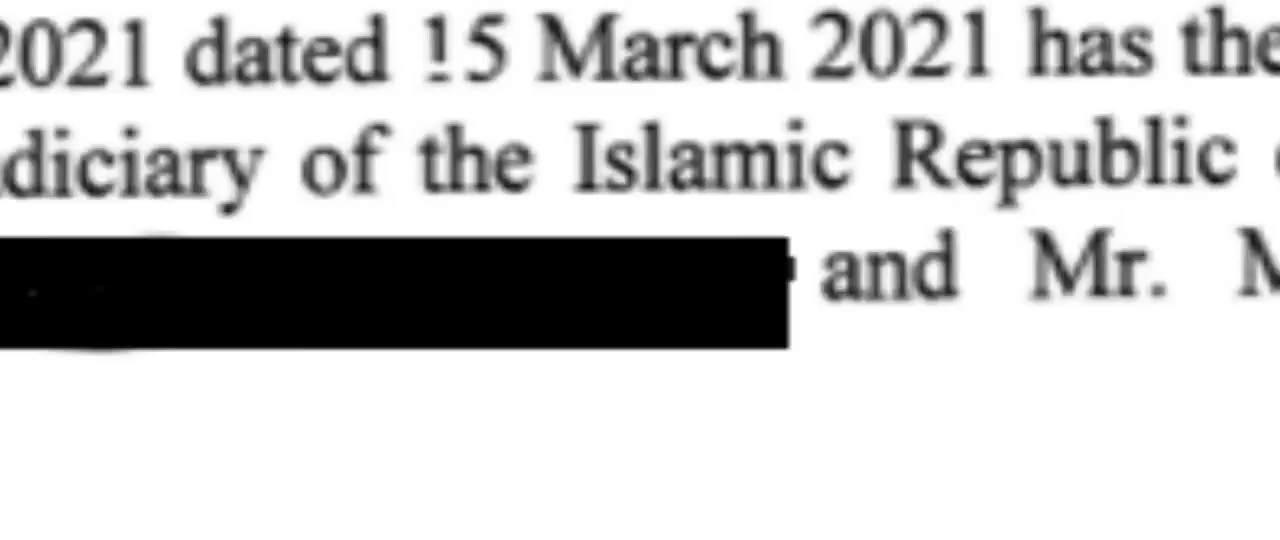 2021 dated !5 March 2021 has the
diciary of the Islamic Republic
and Mr. M